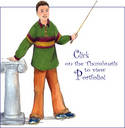 Click
on the Thumbnails
to view
Portfolio!